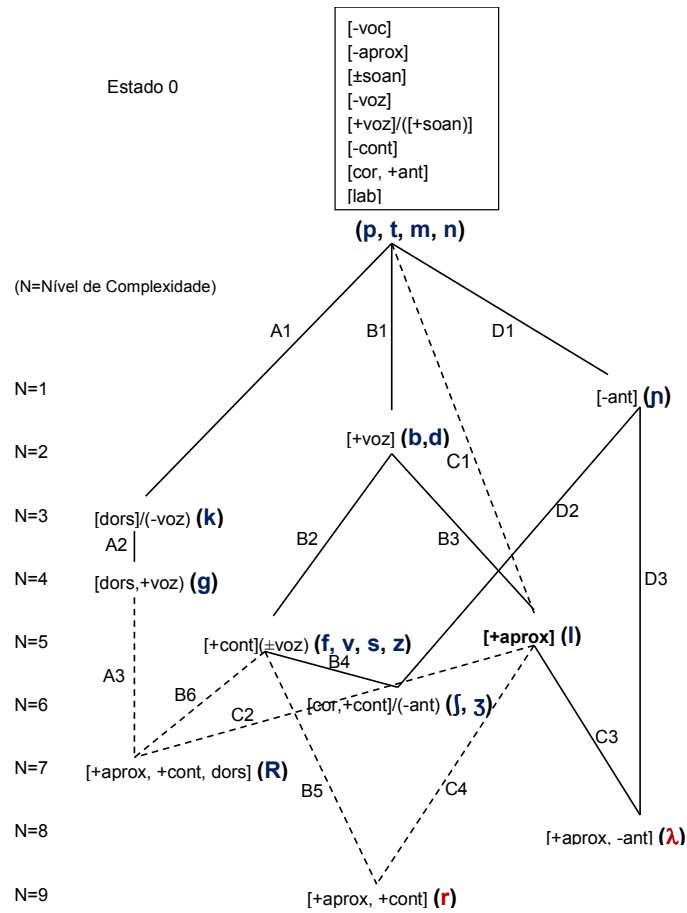 [-voc]
[-aprox]
[±soan]
[-voz]
[+voz]/([+soan)]
[-cont]
[cor, +ant]
[lab]
Estado 0
(p, t, m, n)
(N=Nível de Complexidade)
A1
B1
D1
N=1
[-ant] (ɲ)
N=2
[+voz] (b,d)
C1
N=3
[dors]/(-voz) (k)
D2
A2
B2
B3
N=4
[dors,+voz) (g)
D3
N=5
[+cont](±voz) (f, v, s, z)
[+aprox] (l)
B4
A3
B6
C2
N=6
[cor,+cont]/(-ant) (ʃ, ʒ)
C3
N=7
[+aprox, +cont, dors] (R)
B5
C4
N=8
[+aprox, -ant] (λ)
N=9
[+aprox, +cont] (r)